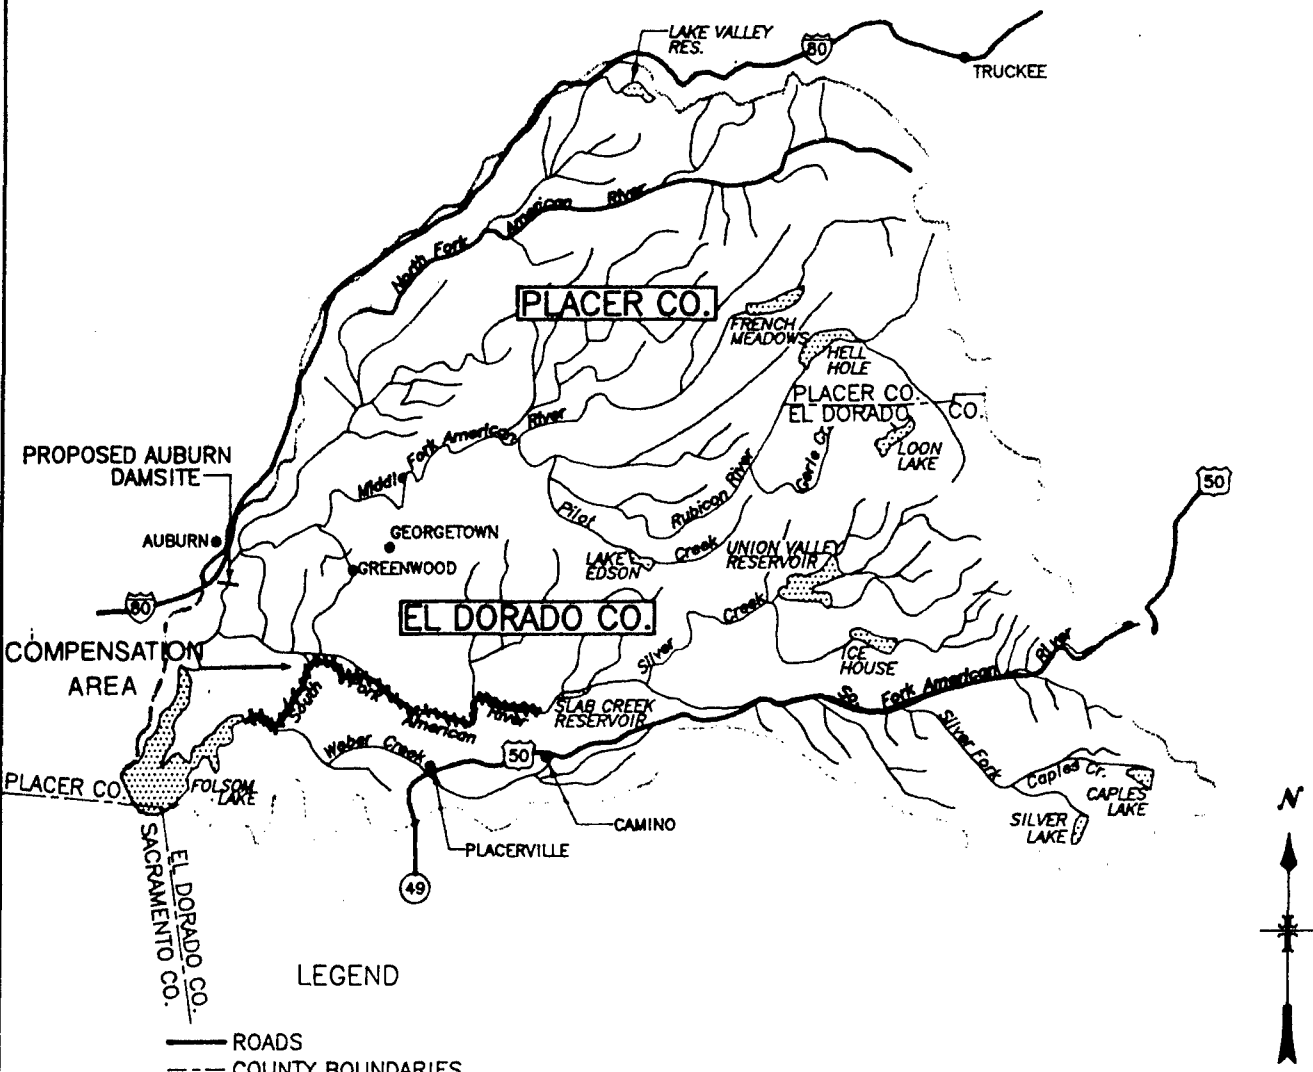 LAKE VALLEY
RES.
80
TRUCKEE
North Fork American River
PLACER CO.
FRENCH
MEADOWS
HELL
HOLE
PLACER CO.
EL DORADO CO.
LOON
LAKE
Gerle Cr.
Middle Fork American River
Rubicon River
Pilot Creek
PROPOSED AUBURN
DAMSITE
50
AUBURN
GEORGETOWN
GREENWOOD
LAKE
EDSON
UNION VALLEY
RESERVOIR
80
EL DORADO CO.
Silver Creek
ICE
HOUSE
COMPENSATION
AREA
South Fork American River
SLAB CREEK
RESERVOIR
So. Fork American River
Silver Fork
Caples Cr.
CAPLES
LAKE
SILVER
LAKE
Weber Creek
50
PLACER CO.
FOLSOM
LAKE
CAMINO
PLACERVILLE
49
SACRAMENTO CO.
EL DORADO CO.
N
LEGEND
ROADS
COUNTY BOUNDARIES